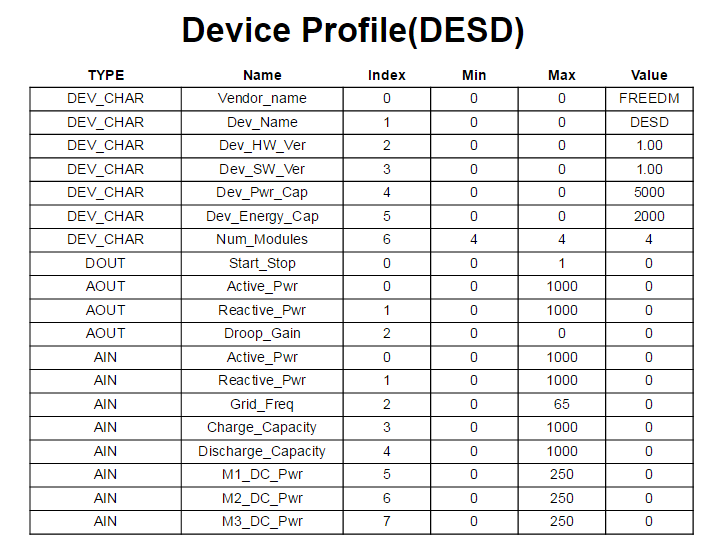 Device Profile(DESD)
TYPE Name Index Min Max Value
DEV_CHAR Vendor_name 0 0 0 FREEDM
DEV_CHAR Dev_Name 1 0 0 DESD
DEV_CHAR Dev_HW_Ver 2 0 0 1.00
DEV_CHAR Dev_SW_Ver 3 0 0 1.00
DEV_CHAR Dev_Pwr_Cap 4 0 0 5000
DEV_CHAR Dev_Energy_Cap 5 0 0 2000
DEV_CHAR Num_Modules 6 4 4 4
DOUT Start_Stop 0 0 1 0
AOUT Active_Pwr 0 0 1000 0
AOUT Reactive_Pwr 1 0 1000 0
AOUT Droop_Gain 2 0 0 0
AIN Active_Pwr 0 0 1000 0
AIN Reactive_Pwr 1 0 1000 0
AIN Grid_Freq 2 0 65 0
AIN Charge_Capacity 3 0 1000 0
AIN Discharge_Capacity 4 0 1000 0
AIN M1_DC_Pwr 5 0 250 0
AIN M2_DC_Pwr 6 0 250 0
AIN M3_DC_Pwr 7 0 250 0